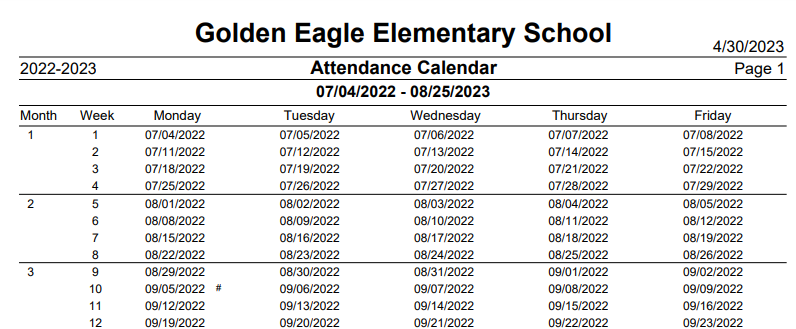 Golden Eagle Elementary School
4/30/2023
2022-2023 Attendance Calendar Page 1
07/04/2022 - 08/25/2023
Month Week Monday Tuesday Wednesday Thursday Friday
1 1 07/04/2022 07/05/2022 07/06/2022 07/07/2022 07/08/2022
2 07/11/2022 07/12/2022 07/13/2022 07/14/2022 07/15/2022
3 07/18/2022 07/19/2022 07/20/2022 07/21/2022 07/22/2022
4 07/25/2022 07/26/2022 07/27/2022 07/28/2022 07/29/2022
2 5 08/01/2022 08/02/2022 08/03/2022 08/04/2022 08/05/2022
6 08/08/2022 08/09/2022 08/10/2022 08/11/2022 08/12/2022
7 08/15/2022 08/16/2022 08/17/2022 08/18/2022 08/19/2022
8 08/22/2022 08/23/2022 08/24/2022 08/25/2022 08/26/2022
3 9 08/29/2022 08/30/2022 08/31/2022 09/01/2022 09/02/2022
10 09/05/2022 # 09/06/2022 09/07/2022 09/08/2022 09/09/2022
11 09/12/2022 09/13/2022 09/14/2022 09/15/2022 09/16/2022
12 09/19/2022 09/20/2022 09/21/2022 09/22/2022 09/23/2022